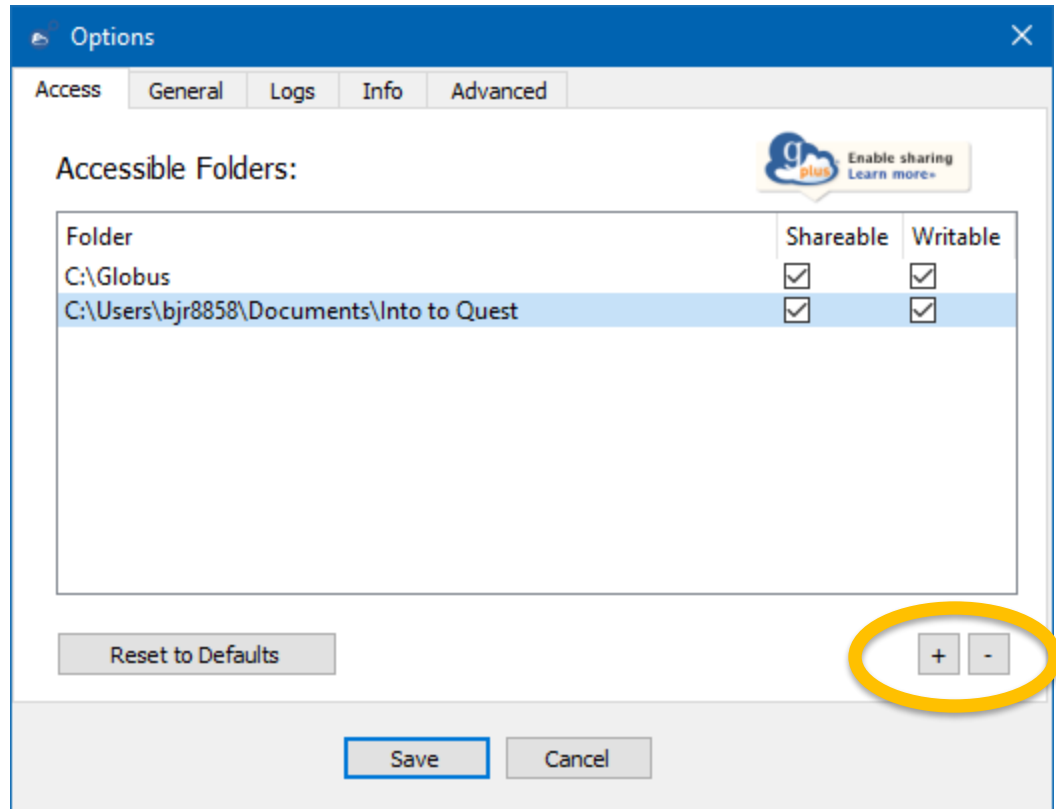 Options
Access General Logs Info Advanced
Accessible Folders:
g plus Enable sharing
Learn more»
Folder Shareable Writable
C:\Globus
C:\Users\bjr8858\Documents\Into to Quest
Reset to Defaults + -
Save Cancel